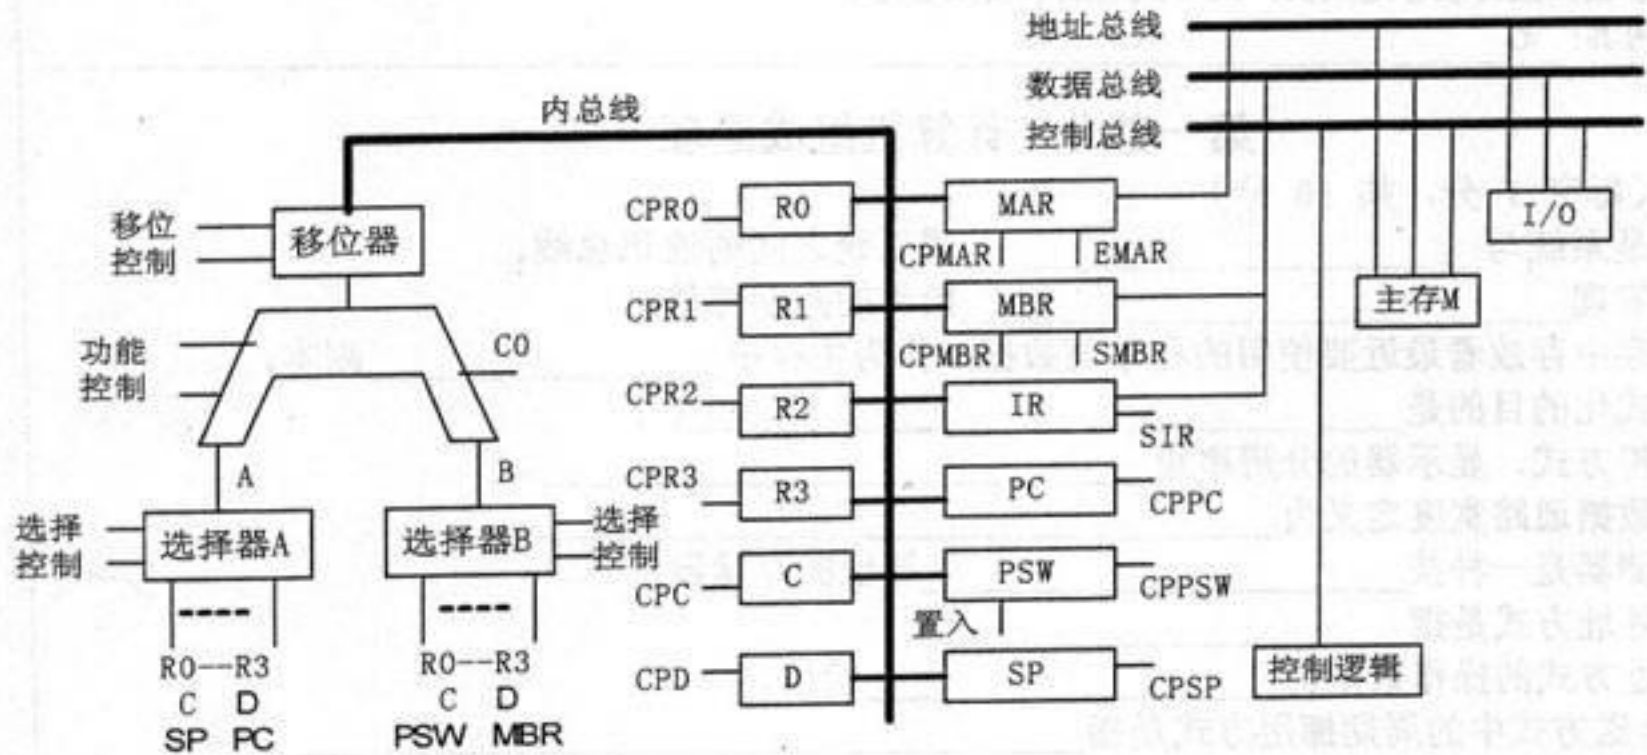 地址总线
数据总线
控制总线
内总线
移位
控制
移位器
功能
控制
C0
A
B
选择
控制
选择器A
选择器B
选择
控制
R0--R3
C D
SP PC
R0--R3
C D
PSW MBR
CPR0
R0
MAR
CPMAR
EMAR
CPR1
R1
MBR
CPMBR
SMBR
CPR2
R2
IR
SIR
CPR3
R3
PC
CPPC
CPC
C
PSW
CPPSW
置入
CPD
D
SP
CPSP
I/O
主存M
控制逻辑